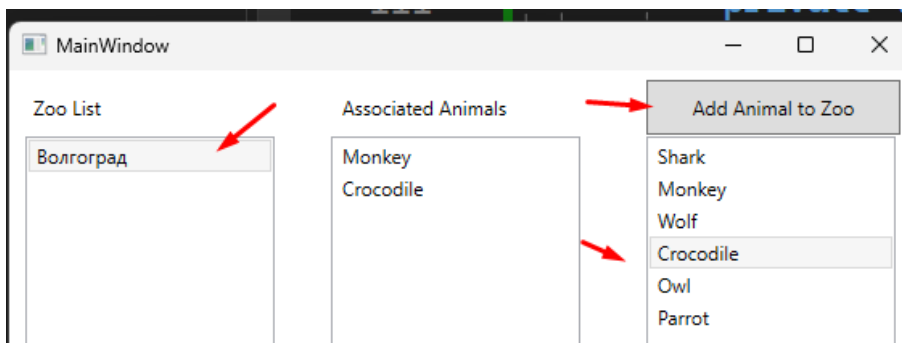 MainWindow
Zoo List
Associated Animals
Add Animal to Zoo
Волгоград
Monkey
Crocodile
Shark
Monkey
Wolf
Crocodile
Owl
Parrot